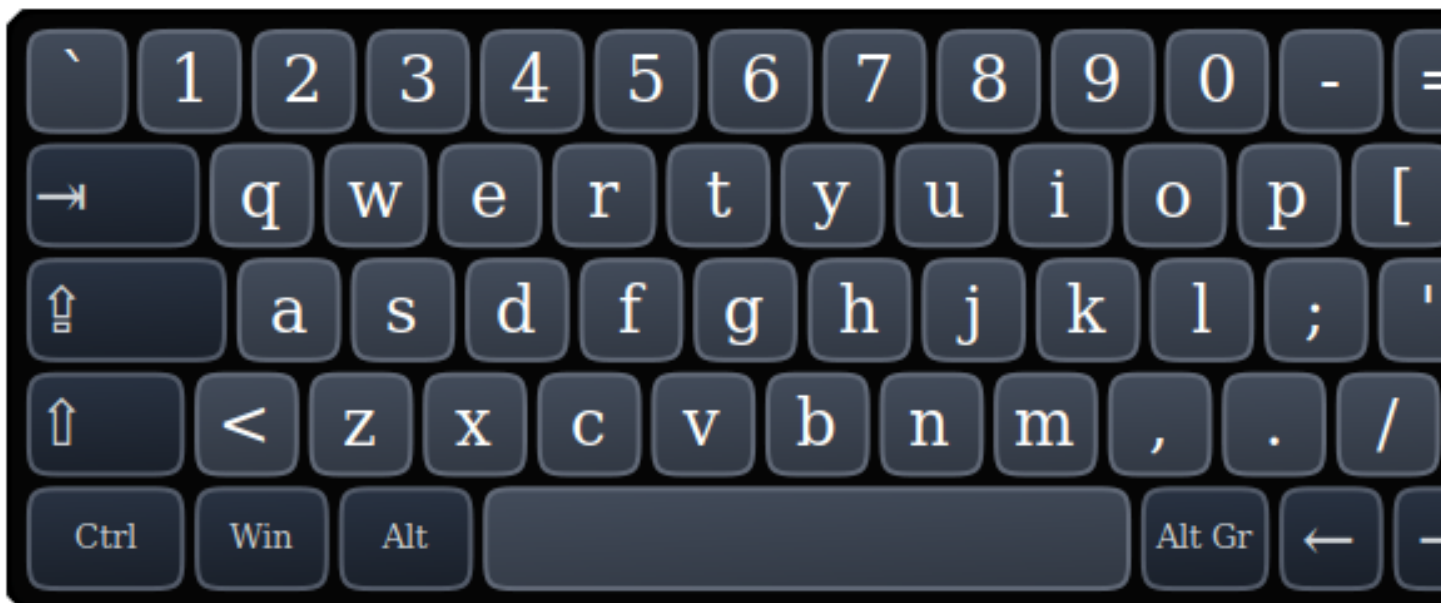 ` 1 2 3 4 5 6 7 8 9 0 - =
⇥ q w e r t y u i o p [
⇪ a s d f g h j k l ; '
⇧ < z x c v b n m , . /
Ctrl Win Alt Alt Gr ←